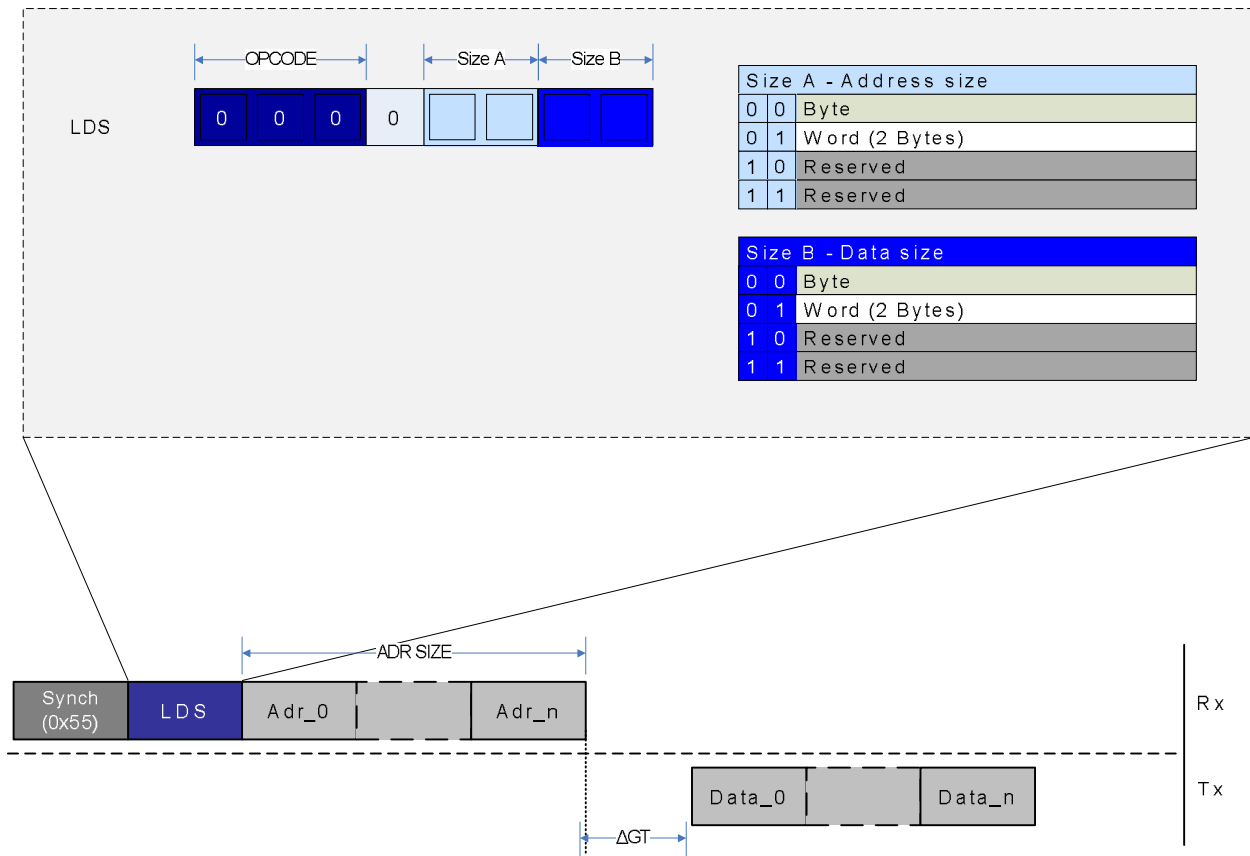 OPCODE Size A Size B
LDS 0 0 0 0
Size A - Address size
0 0 Byte
0 1 Word (2 Bytes)
1 0 Reserved
1 1 Reserved
Size B - Data size
0 0 Byte
0 1 Word (2 Bytes)
1 0 Reserved
1 1 Reserved
ADR SIZE
Synch
(0x55)
LDS Adr_0 Adr_n Rx
Data_0 Data_n Tx
ΔGT